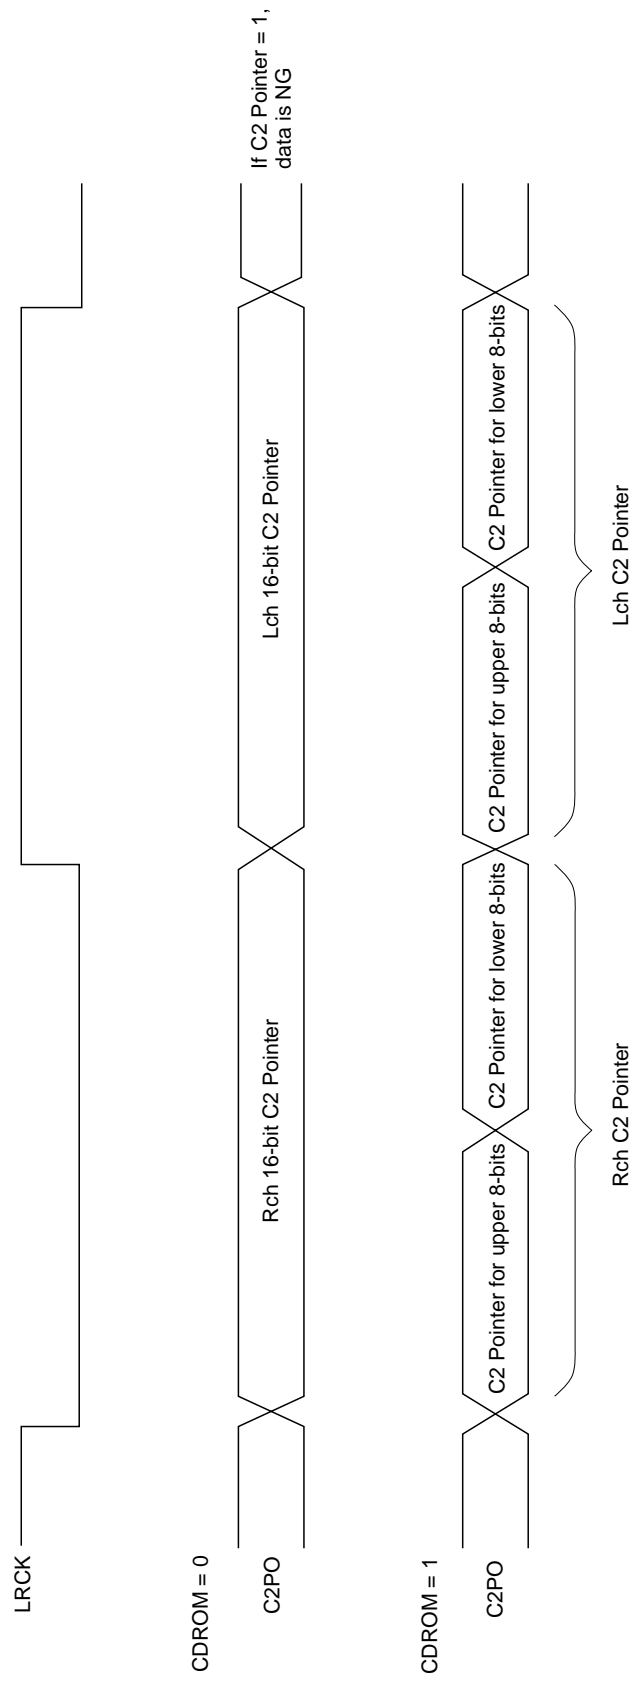 LRCK
CDROM = 0
C2PO
Rch 16-bit C2 Pointer
Lch 16-bit C2 Pointer
If C2 Pointer = 1,
data is NG
CDROM = 1
C2PO
C2 Pointer for upper 8-bits
C2 Pointer for lower 8-bits
C2 Pointer for upper 8-bits
C2 Pointer for lower 8-bits
Rch C2 Pointer
Lch C2 Pointer